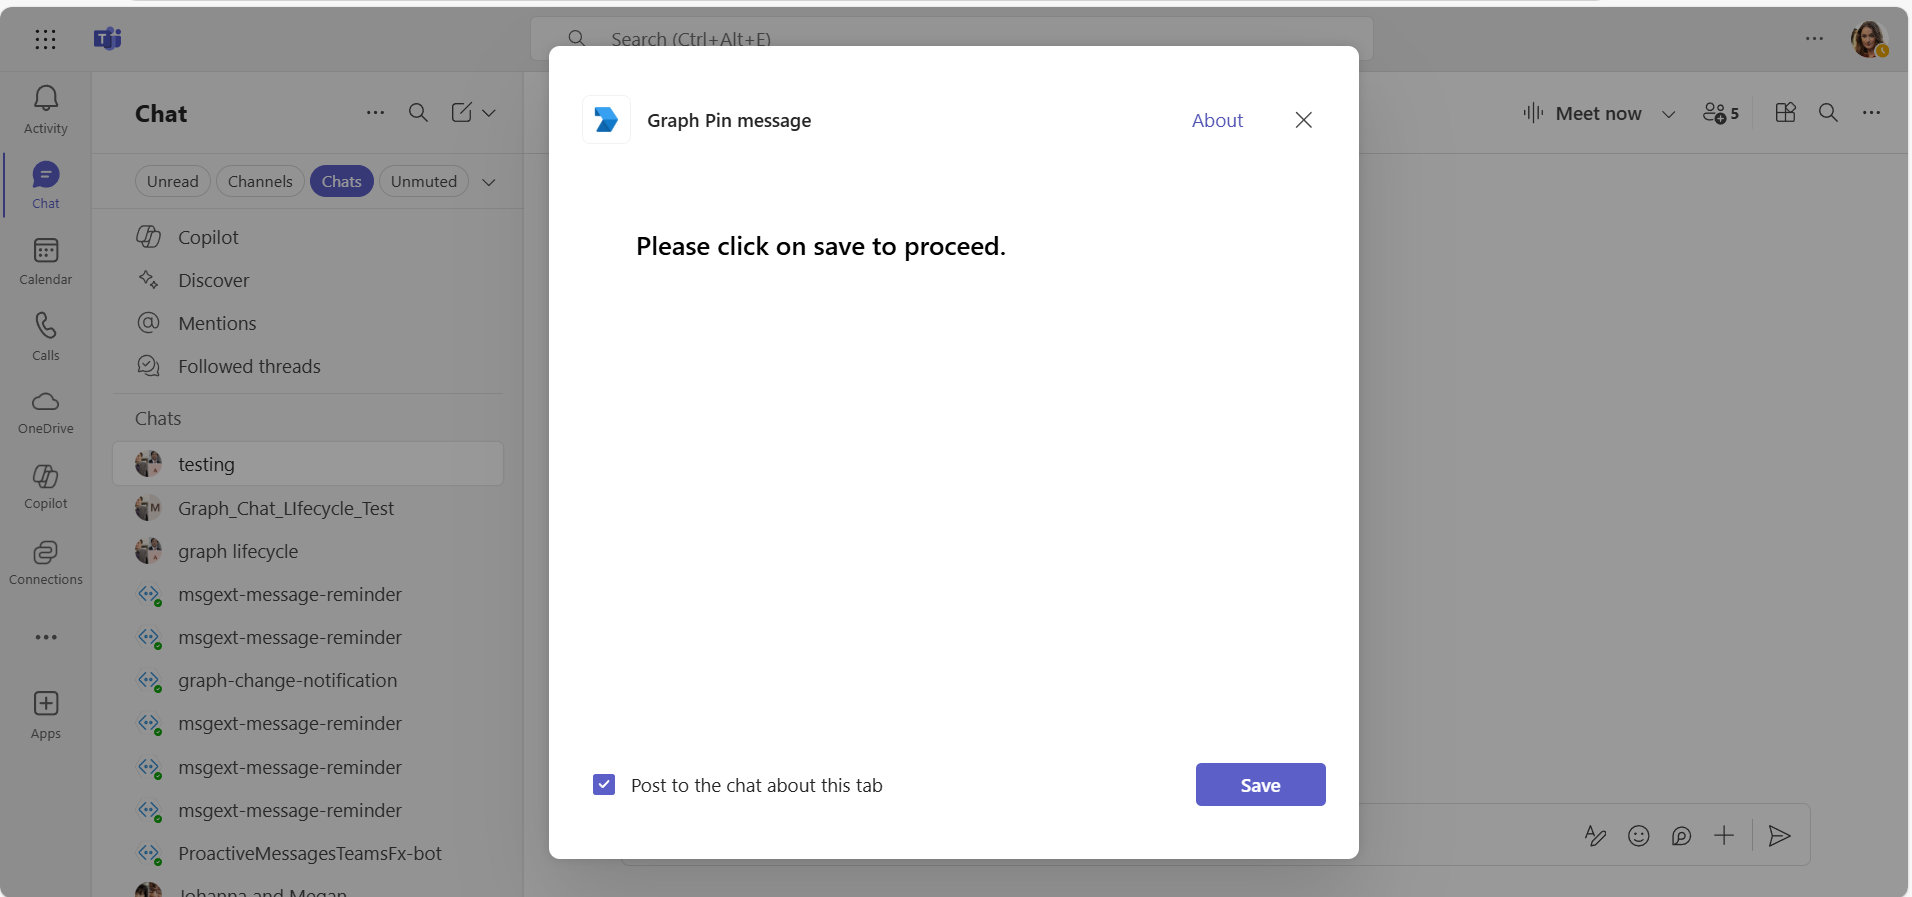 Search (Ctrl+Alt+E)
Activity
Chat
Calendar
Calls
OneDrive
Copilot
Connections
Apps
Chat
Unread
Channels
Chats
Unmuted
Copilot
Discover
Mentions
Followed threads
Chats
testing
Graph_Chat_LIfecycle_Test
M
graph lifecycle
msgext-message-reminder
msgext-message-reminder
graph-change-notification
msgext-message-reminder
msgext-message-reminder
msgext-message-reminder
ProactiveMessagesTeamsFx-bot
Johanna and Megan
Meet now
5
Graph Pin message
About
Please click on save to proceed.
Post to the chat about this tab
Save